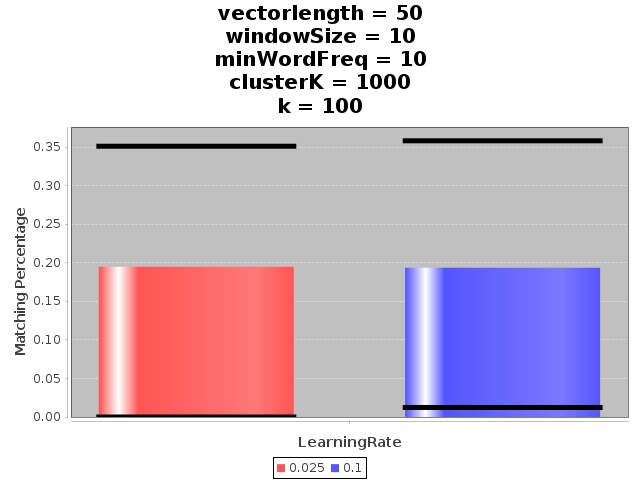 vectorlength = 50
windowSize = 10
minWordFreq = 10
clusterK = 1000
k = 100
Matching Percentage
0.35
0.30
0.25
0.20
0.15
0.10
0.05
0.00
LearningRate
0.025 0.1